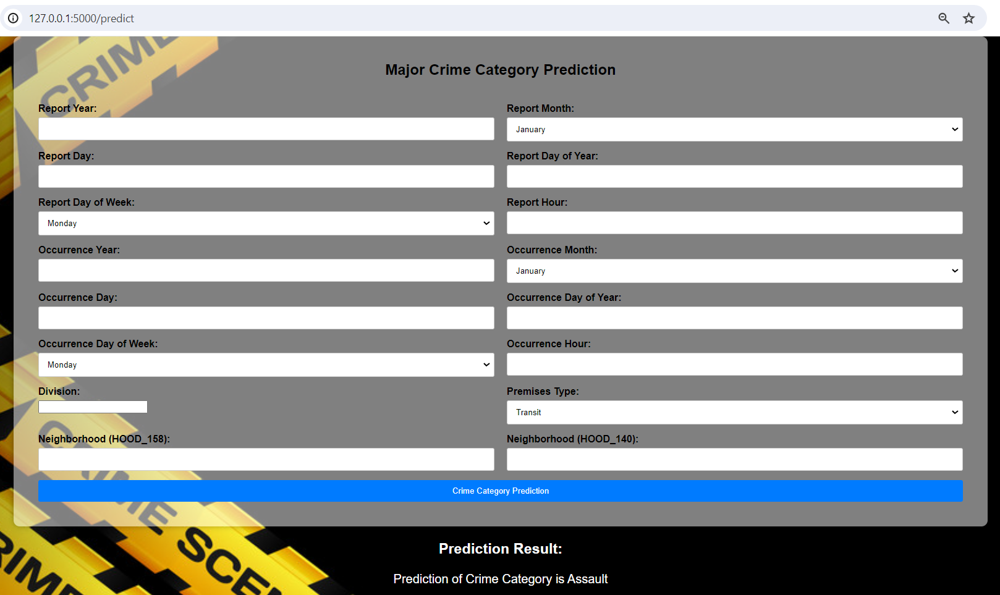 127.0.0.1:5000/predict
CRIME
Major Crime Category Prediction
Report Year:
Report Month:
January
Report Day:
Report Day of Year:
Report Day of Week:
Report Hour:
Monday
Occurrence Year:
Occurrence Month:
January
Occurrence Day:
Occurrence Day of Year:
Occurrence Day of Week:
Occurrence Hour:
Monday
Division:
Premises Type:
Transit
Neighborhood (HOOD_158):
Neighborhood (HOOD_140):
Crime Category Prediction
CRIME SCE
RIME
Prediction Result:
Prediction of Crime Category is Assault